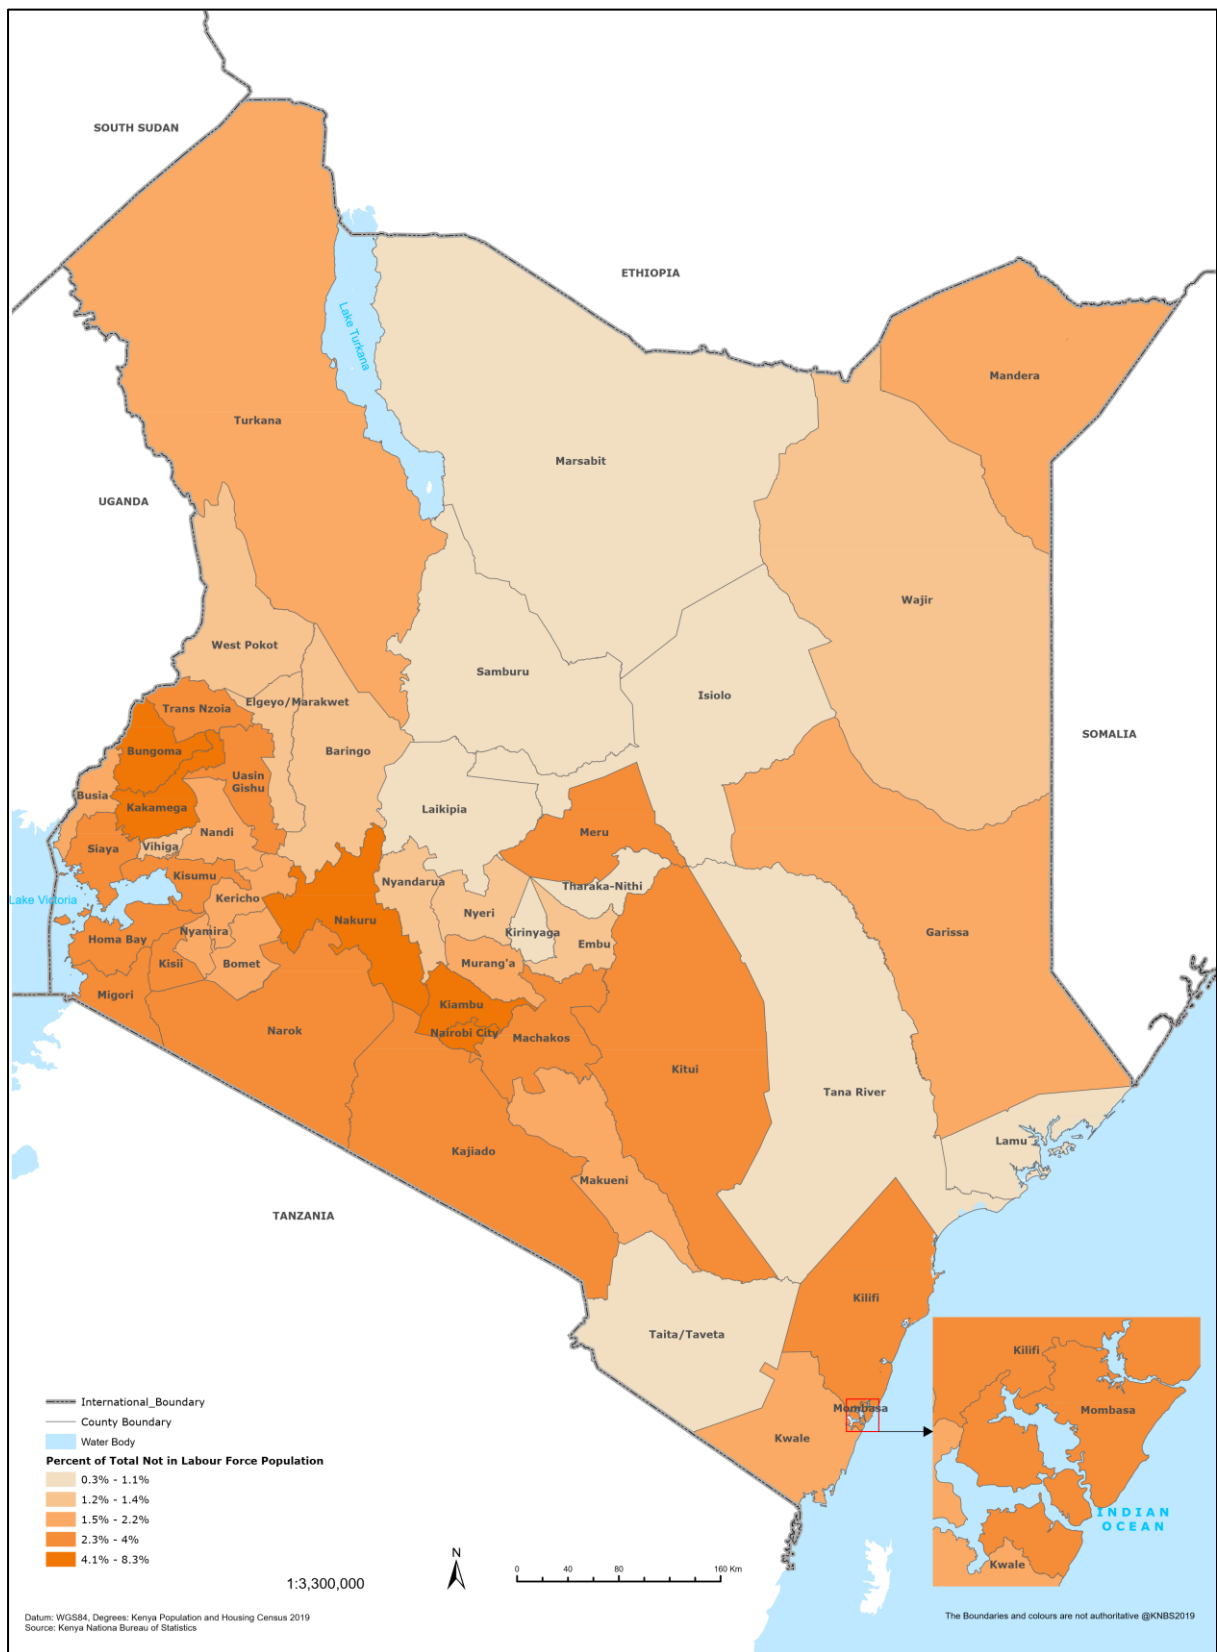 SOUTH SUDAN
ETHIOPIA
Lake Turkana
Mandera
Turkana
Marsabit
UGANDA
Wajir
West Pokot
Samburu
Isiolo
Elgeyo/Marakwet
Trans Nzoia
SOMALIA
Bungoma
Baringo
Uasin
Gishu
Busia
Kakamega
Laikipia
Nandi
Meru
Siaya
Vihiga
Kisumu
Nyandarua
Tharaka-Nithi
Lake Victoria
Kericho
Nakuru
Nyeri
Kirinyaga
Garissa
Nyamira
Homa Bay
Embu
Kisii
Bomet
Murang'a
Migori
Kiambu
Narok
Nairobi City
Machakos
Kitui
Tana River
Lamu
Kajiado
Makueni
TANZANIA
Kilifi
Taita/Taveta
Kilifi
Mombasa
Mombasa
Kwale
INDIAN
OCEAN
Kwale
International_Boundary
County Boundary
Water Body
Percent of Total Not in Labour Force Population
0.3% - 1.1%
1.2% - 1.4%
1.5% - 2.2%
2.3% - 4%
4.1% - 8.3%
N
1:3,300,000
0 40 80 160 Km
Datum: WGS84, Degrees: Kenya Population and Housing Census 2019
Source: Kenya Nationa Bureau of Statistics
The Boundaries and colours are not authoritative @KNBS2019